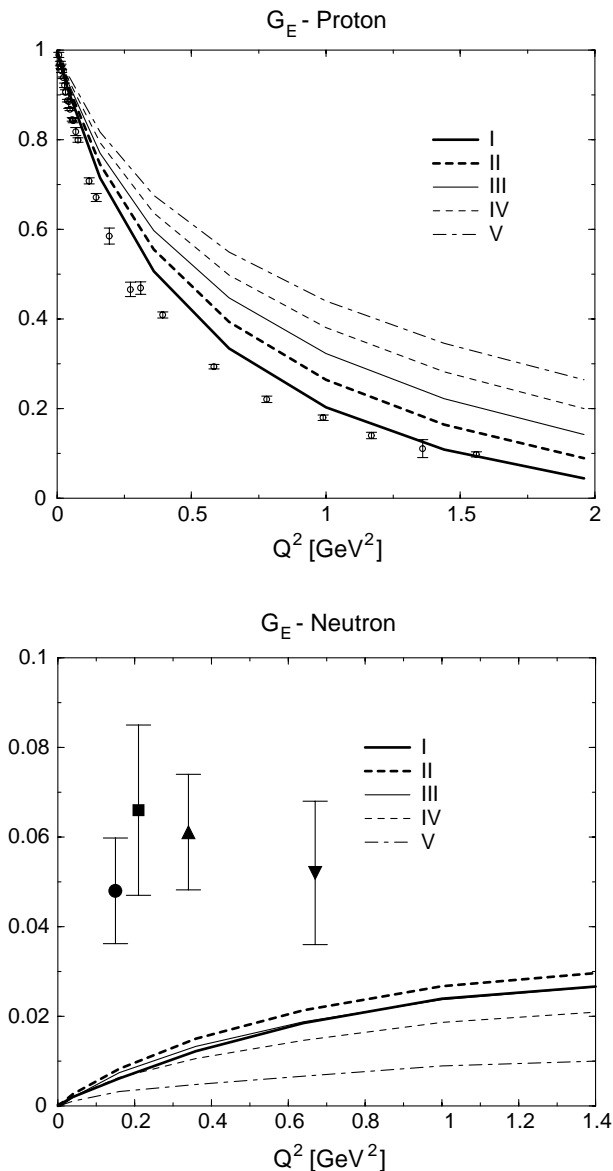 G_E - Proton
1
0.8
0.6
0.4
0.2
0
I
II
III
IV
V
0 0.5 1 1.5 2
Q^2 [GeV^2]
G_E - Neutron
0.1
0.08
0.06
0.04
0.02
0
I
II
III
IV
V
0 0.2 0.4 0.6 0.8 1 1.2 1.4
Q^2 [GeV^2]